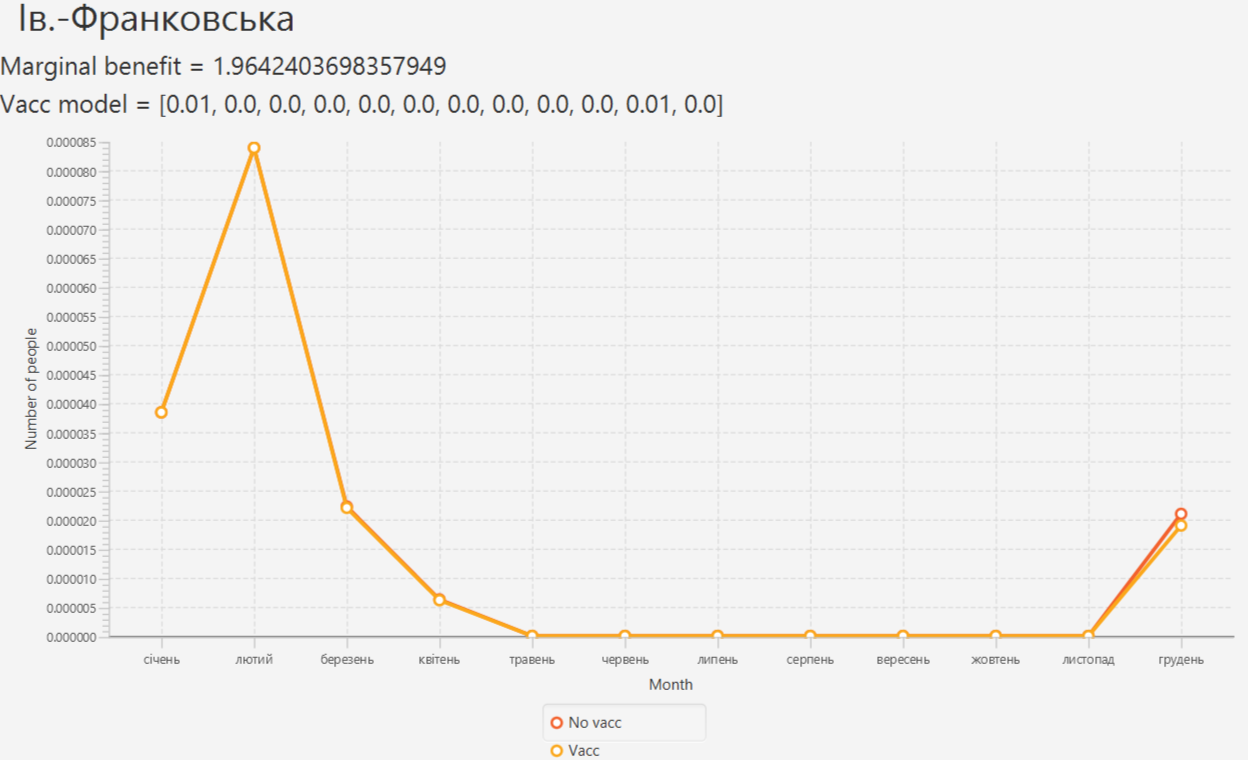 Ів.-Франковська
Marginal benefit = 1.9642403698357949
Vacc model = [0.01, 0.0, 0.0, 0.0, 0.0, 0.0, 0.0, 0.0, 0.0, 0.0, 0.01, 0.0]
0.000085
0.000080
0.000075
0.000070
0.000065
0.000060
0.000055
0.000050
0.000045
0.000040
0.000035
0.000030
0.000025
0.000020
0.000015
0.000010
0.000005
0.000000
Number of people
січень лютий березень квітень травень червень липень серпень вересень жовтень листопад грудень
Month
No vacc
Vacc